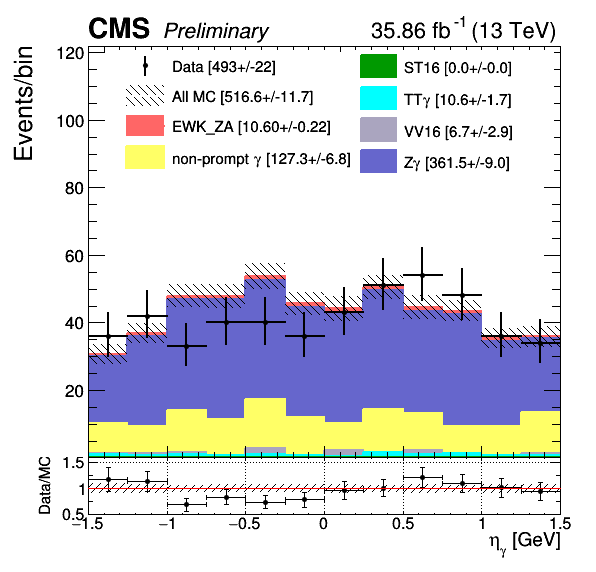 CMS Preliminary 35.86 fb⁻¹ (13 TeV)
Events/bin
120
100
80
60
40
20
Data [493+/-22]
All MC [516.6+/-11.7]
EWK_ZA [10.60+/-0.22]
non-prompt γ [127.3+/-6.8]
ST16 [0.0+/-0.0]
TTγ [10.6+/-1.7]
VV16 [6.7+/-2.9]
Zγ [361.5+/-9.0]
Data/MC
1.5
1
0.5
−1.5 −1 −0.5 0 0.5 1 1.5
ηγ [GeV]